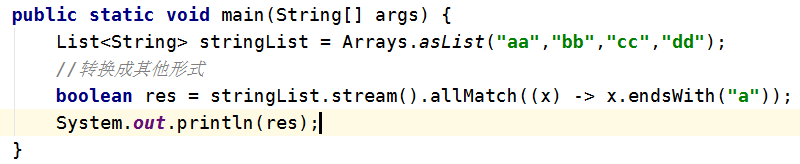 public static void main(String[] args) {
    List<String> stringList = Arrays.asList("aa","bb","cc","dd");
    //转换成其他形式
    boolean res = stringList.stream().allMatch((x) -> x.endsWith("a"));
    System.out.println(res);
}